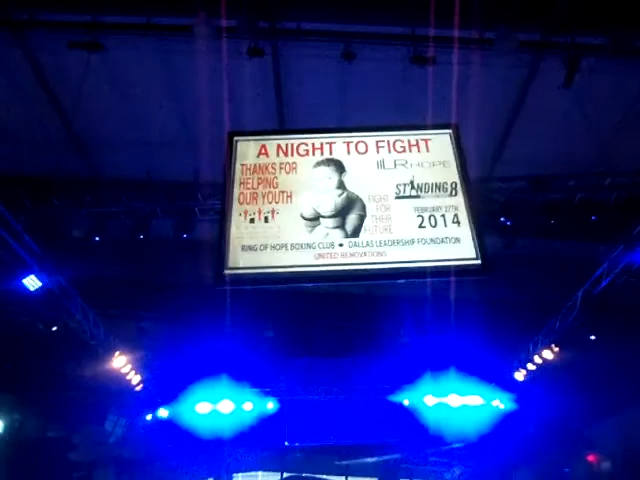 A NIGHT TO FIGHT
THANKS FOR
HELPING
OUR YOUTH
HOPE
STANDING 8
FIGHT
FOR
THEIR
FUTURE
FEBRUARY 27TH
2014
RING OF HOPE BOXING CLUB • DALLAS LEADERSHIP FOUNDATION
UNITED RENOVATIONS